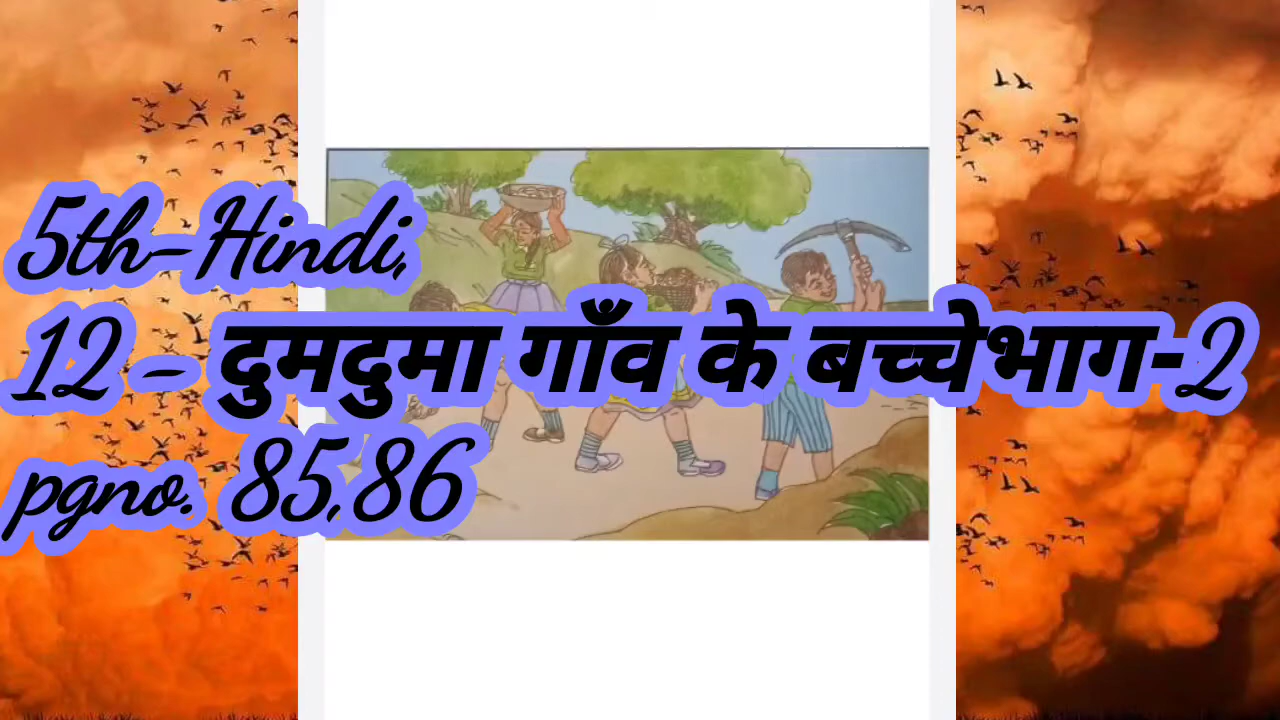 5th-Hindi,
12 - दुमदुमा गाँव के बच्चेभाग-2
pgno. 85,86